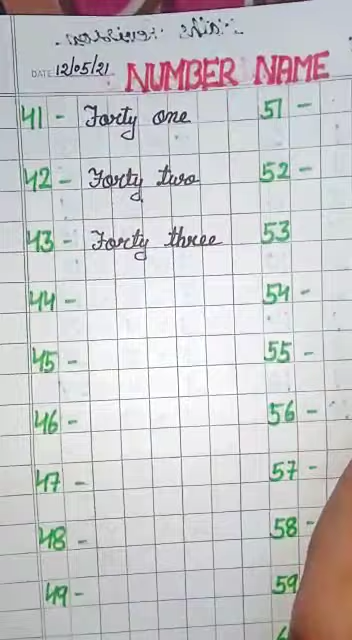 DATE 12/05/21 NUMBER NAME
41 - Forty one 51 -
42 - Forty two 52 -
43 - Forty three 53
44 - 54 -
45 - 55 -
46 - 56 -
47 - 57 -
48 - 58 -
49 - 59